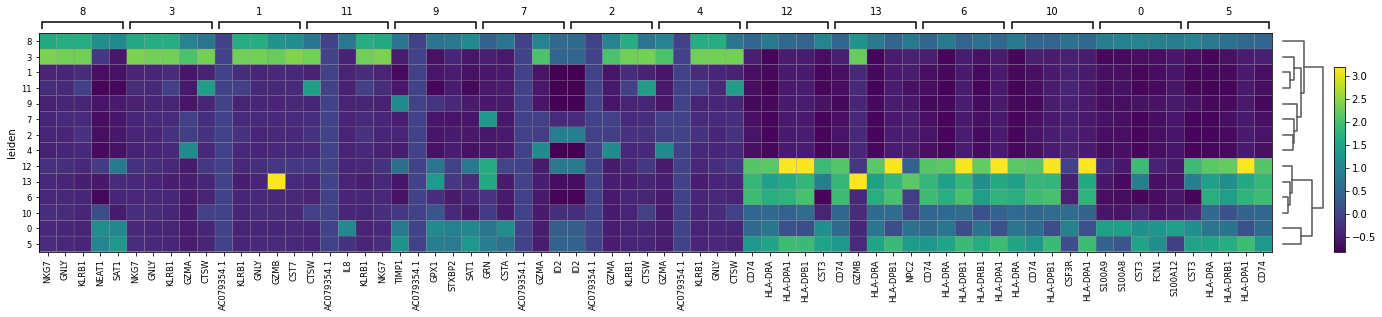 8 3 1 11 9 7 2 4 12 13 6 10 0 5
leiden
8
3
1
11
9
7
2
4
12
13
6
10
0
5
NKG7
GNLY
KLRB1
NEAT1
SAT1
NKG7
GNLY
KLRB1
GZMA
CTSW
AC079354.1
KLRB1
GNLY
GZMB
CST7
CTSW
AC079354.1
IL8
KLRB1
NKG7
TIMP1
AC079354.1
GPX1
STXBP2
SAT1
GRN
CSTA
AC079354.1
GZMA
ID2
ID2
AC079354.1
GZMA
KLRB1
CTSW
GZMA
AC079354.1
KLRB1
GNLY
CTSW
CD74
HLA-DRA
HLA-DPA1
HLA-DPB1
CST3
CD74
GZMB
HLA-DRA
HLA-DPB1
NPC2
CD74
HLA-DRA
HLA-DPB1
HLA-DRB1
HLA-DPA1
HLA-DRA
CD74
HLA-DPB1
CSF3R
HLA-DPA1
S100A9
S100A8
CST3
FCN1
S100A12
CST3
HLA-DRA
HLA-DRB1
HLA-DPA1
CD74
3.0
2.5
2.0
1.5
1.0
0.5
0.0
−0.5